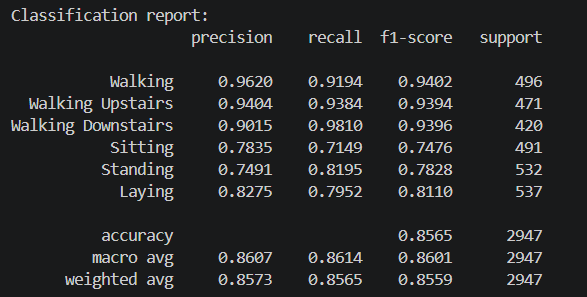 Classification report:
precision recall f1-score support
Walking 0.9620 0.9194 0.9402 496
Walking Upstairs 0.9404 0.9384 0.9394 471
Walking Downstairs 0.9015 0.9810 0.9396 420
Sitting 0.7835 0.7149 0.7476 491
Standing 0.7491 0.8195 0.7828 532
Laying 0.8275 0.7952 0.8110 537
accuracy 0.8565 2947
macro avg 0.8607 0.8614 0.8601 2947
weighted avg 0.8573 0.8565 0.8559 2947